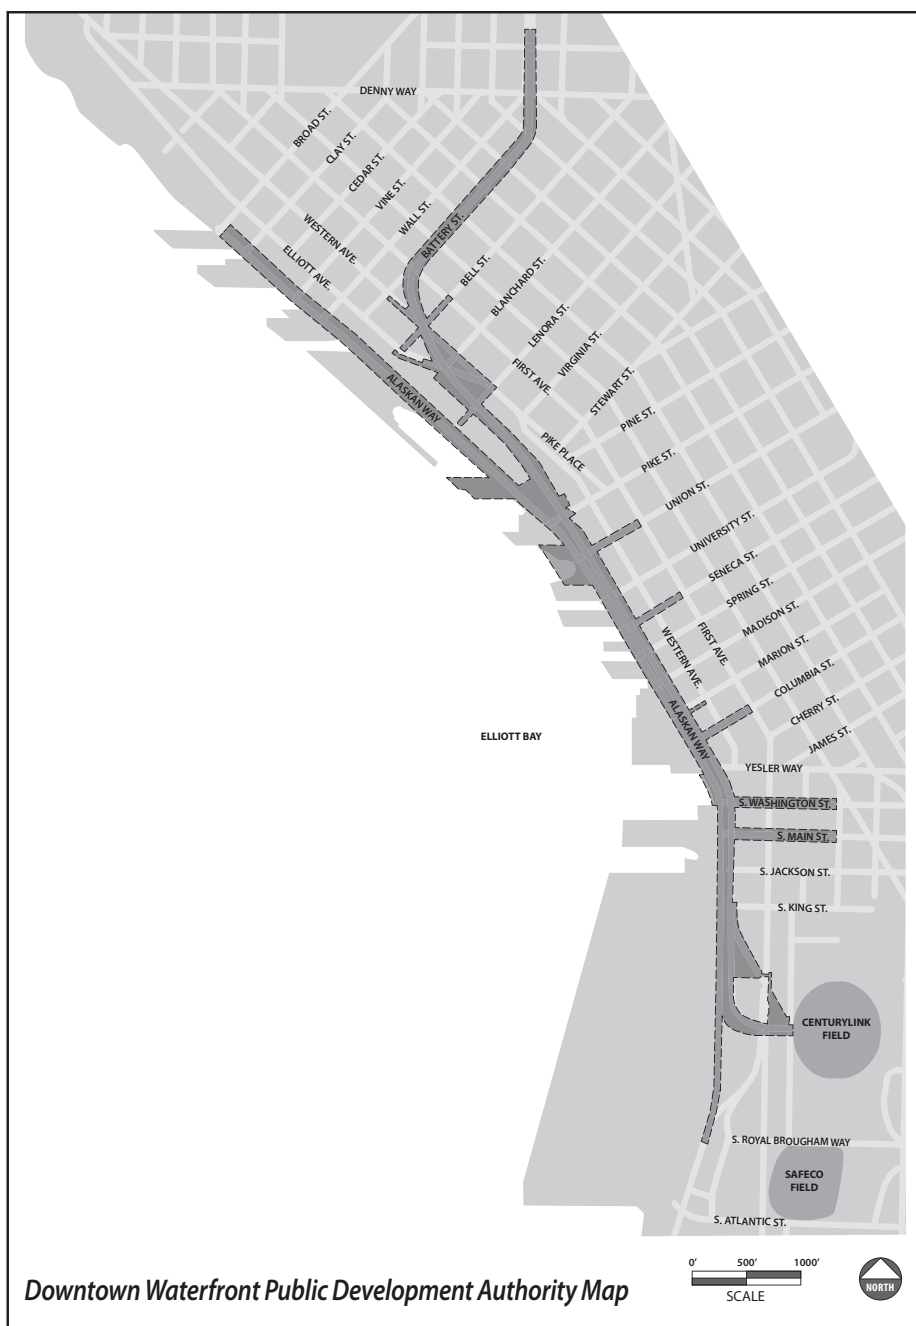 DENNY WAY
BROAD ST.
CLAY ST.
CEDAR ST.
VINE ST.
WALL ST.
BATTERY ST.
WESTERN AVE.
ELLIOTT AVE.
BELL ST.
BLANCHARD ST.
LENORA ST.
VIRGINIA ST.
FIRST AVE.
STEWART ST.
ALASKAN WAY
PINE ST.
PIKE PLACE
PIKE ST.
UNION ST.
UNIVERSITY ST.
SENECA ST.
SPRING ST.
MADISON ST.
FIRST AVE.
WESTERN AVE.
MARION ST.
COLUMBIA ST.
CHERRY ST.
ALASKAN WAY
JAMES ST.
ELLIOTT BAY
YESLER WAY
S. WASHINGTON ST.
S. MAIN ST.
S. JACKSON ST.
S. KING ST.
CENTURYLINK
FIELD
S. ROYAL BROUGHAM WAY
SAFECO
FIELD
S. ATLANTIC ST.
0' 500' 1000'
SCALE
NORTH
Downtown Waterfront Public Development Authority Map